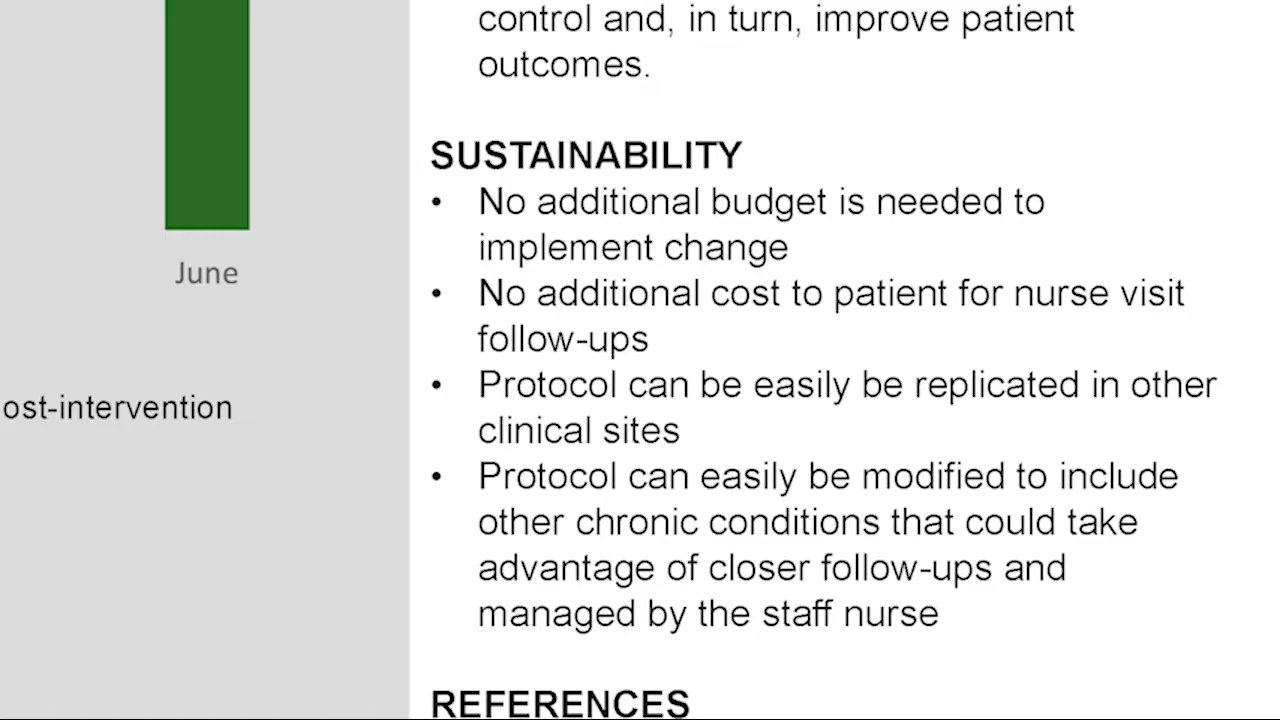 control and, in turn, improve patient
outcomes.
SUSTAINABILITY
• No additional budget is needed to
implement change
• No additional cost to patient for nurse visit
follow-ups
• Protocol can be easily be replicated in other
clinical sites
• Protocol can easily be modified to include
other chronic conditions that could take
advantage of closer follow-ups and
managed by the staff nurse
REFERENCES
June
ost-intervention